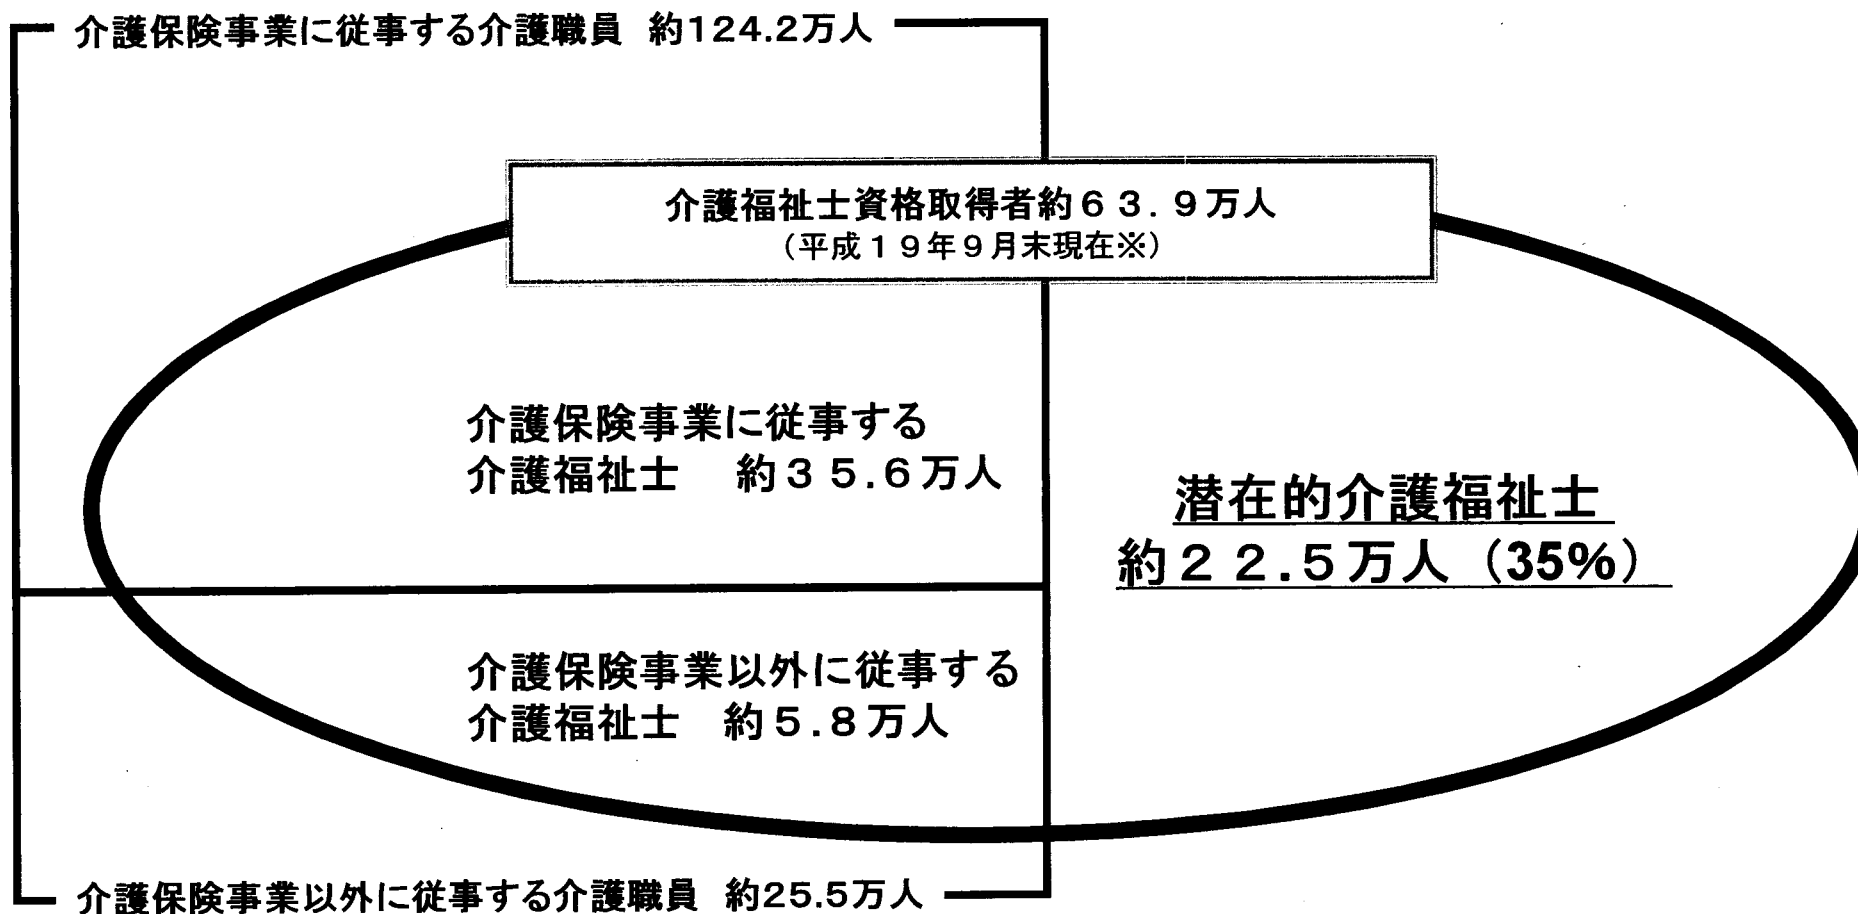 介護保険事業に従事する介護職員 約124.2万人
介護福祉士資格取得者約63.9万人
(平成19年9月末現在※)
介護保険事業に従事する
介護福祉士 約35.6万人
潜在的介護福祉士
約22.5万人(35%)
介護保険事業以外に従事する
介護福祉士 約5.8万人
介護保険事業以外に従事する介護職員 約25.5万人